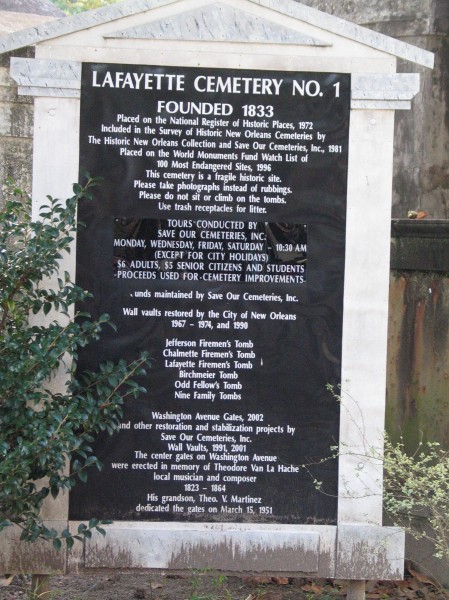 LAFAYETTE CEMETERY NO. 1
FOUNDED 1833
Placed on the National Register of Historic Places, 1972
Included in the Survey of Historic New Orleans Cemeteries by
The Historic New Orleans Collection and Save Our Cemeteries, Inc., 1981
Placed on the World Monuments Fund Watch List of
100 Most Endangered Sites, 1996
This cemetery is a fragile historic site.
Please take photographs instead of rubbings.
Please do not sit or climb on the tombs.
Use trash receptacles for litter.
TOURS CONDUCTED BY
SAVE OUR CEMETERIES, INC.
MONDAY, WEDNESDAY, FRIDAY, SATURDAY - 10:30 AM
(EXCEPT FOR CITY HOLIDAYS)
$6 ADULTS, $5 SENIOR CITIZENS AND STUDENTS
PROCEEDS USED FOR CEMETERY IMPROVEMENTS
unds maintained by Save Our Cemeteries, Inc.
Wall vaults restored by the City of New Orleans
1967 - 1974, and 1990
Jefferson Firemen's Tomb
Chalmette Firemen's Tomb
Lafayette Firemen's Tomb
Birchmeier Tomb
Odd Fellow's Tomb
Nine Family Tombs
Washington Avenue Gates, 2002
and other restoration and stabilization projects by
Save Our Cemeteries, Inc.
Wall Vaults, 1991, 2001
The center gates on Washington Avenue
were erected in memory of Theodore Van La Hache
local musician and composer
1823 - 1864
His grandson, Theo. V. Martinez
dedicated the gates on March 15, 1951